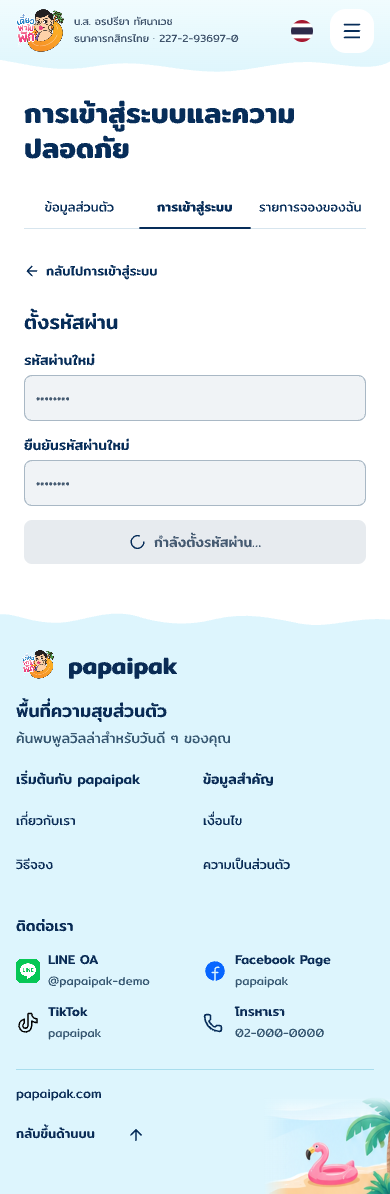 น.ส. อรปรียา ทัศนาเวช
ธนาคารกสิกรไทย · 227-2-93697-0
การเข้าสู่ระบบและความ
ปลอดภัย
ข้อมูลส่วนตัว
การเข้าสู่ระบบ
รายการจองของฉัน
กลับไปการเข้าสู่ระบบ
ตั้งรหัสผ่าน
รหัสผ่านใหม่
••••••••
ยืนยันรหัสผ่านใหม่
••••••••
กำลังตั้งรหัสผ่าน...
papaipak
พื้นที่ความสุขส่วนตัว
ค้นพบพูลวิลล่าสำหรับวันดี ๆ ของคุณ
เริ่มต้นกับ papaipak
ข้อมูลสำคัญ
เกี่ยวกับเรา
เงื่อนไข
วิธีจอง
ความเป็นส่วนตัว
ติดต่อเรา
LINE OA
@papaipak-demo
Facebook Page
papaipak
TikTok
papaipak
โทรหาเรา
02-000-0000
papaipak.com
กลับขึ้นด้านบน